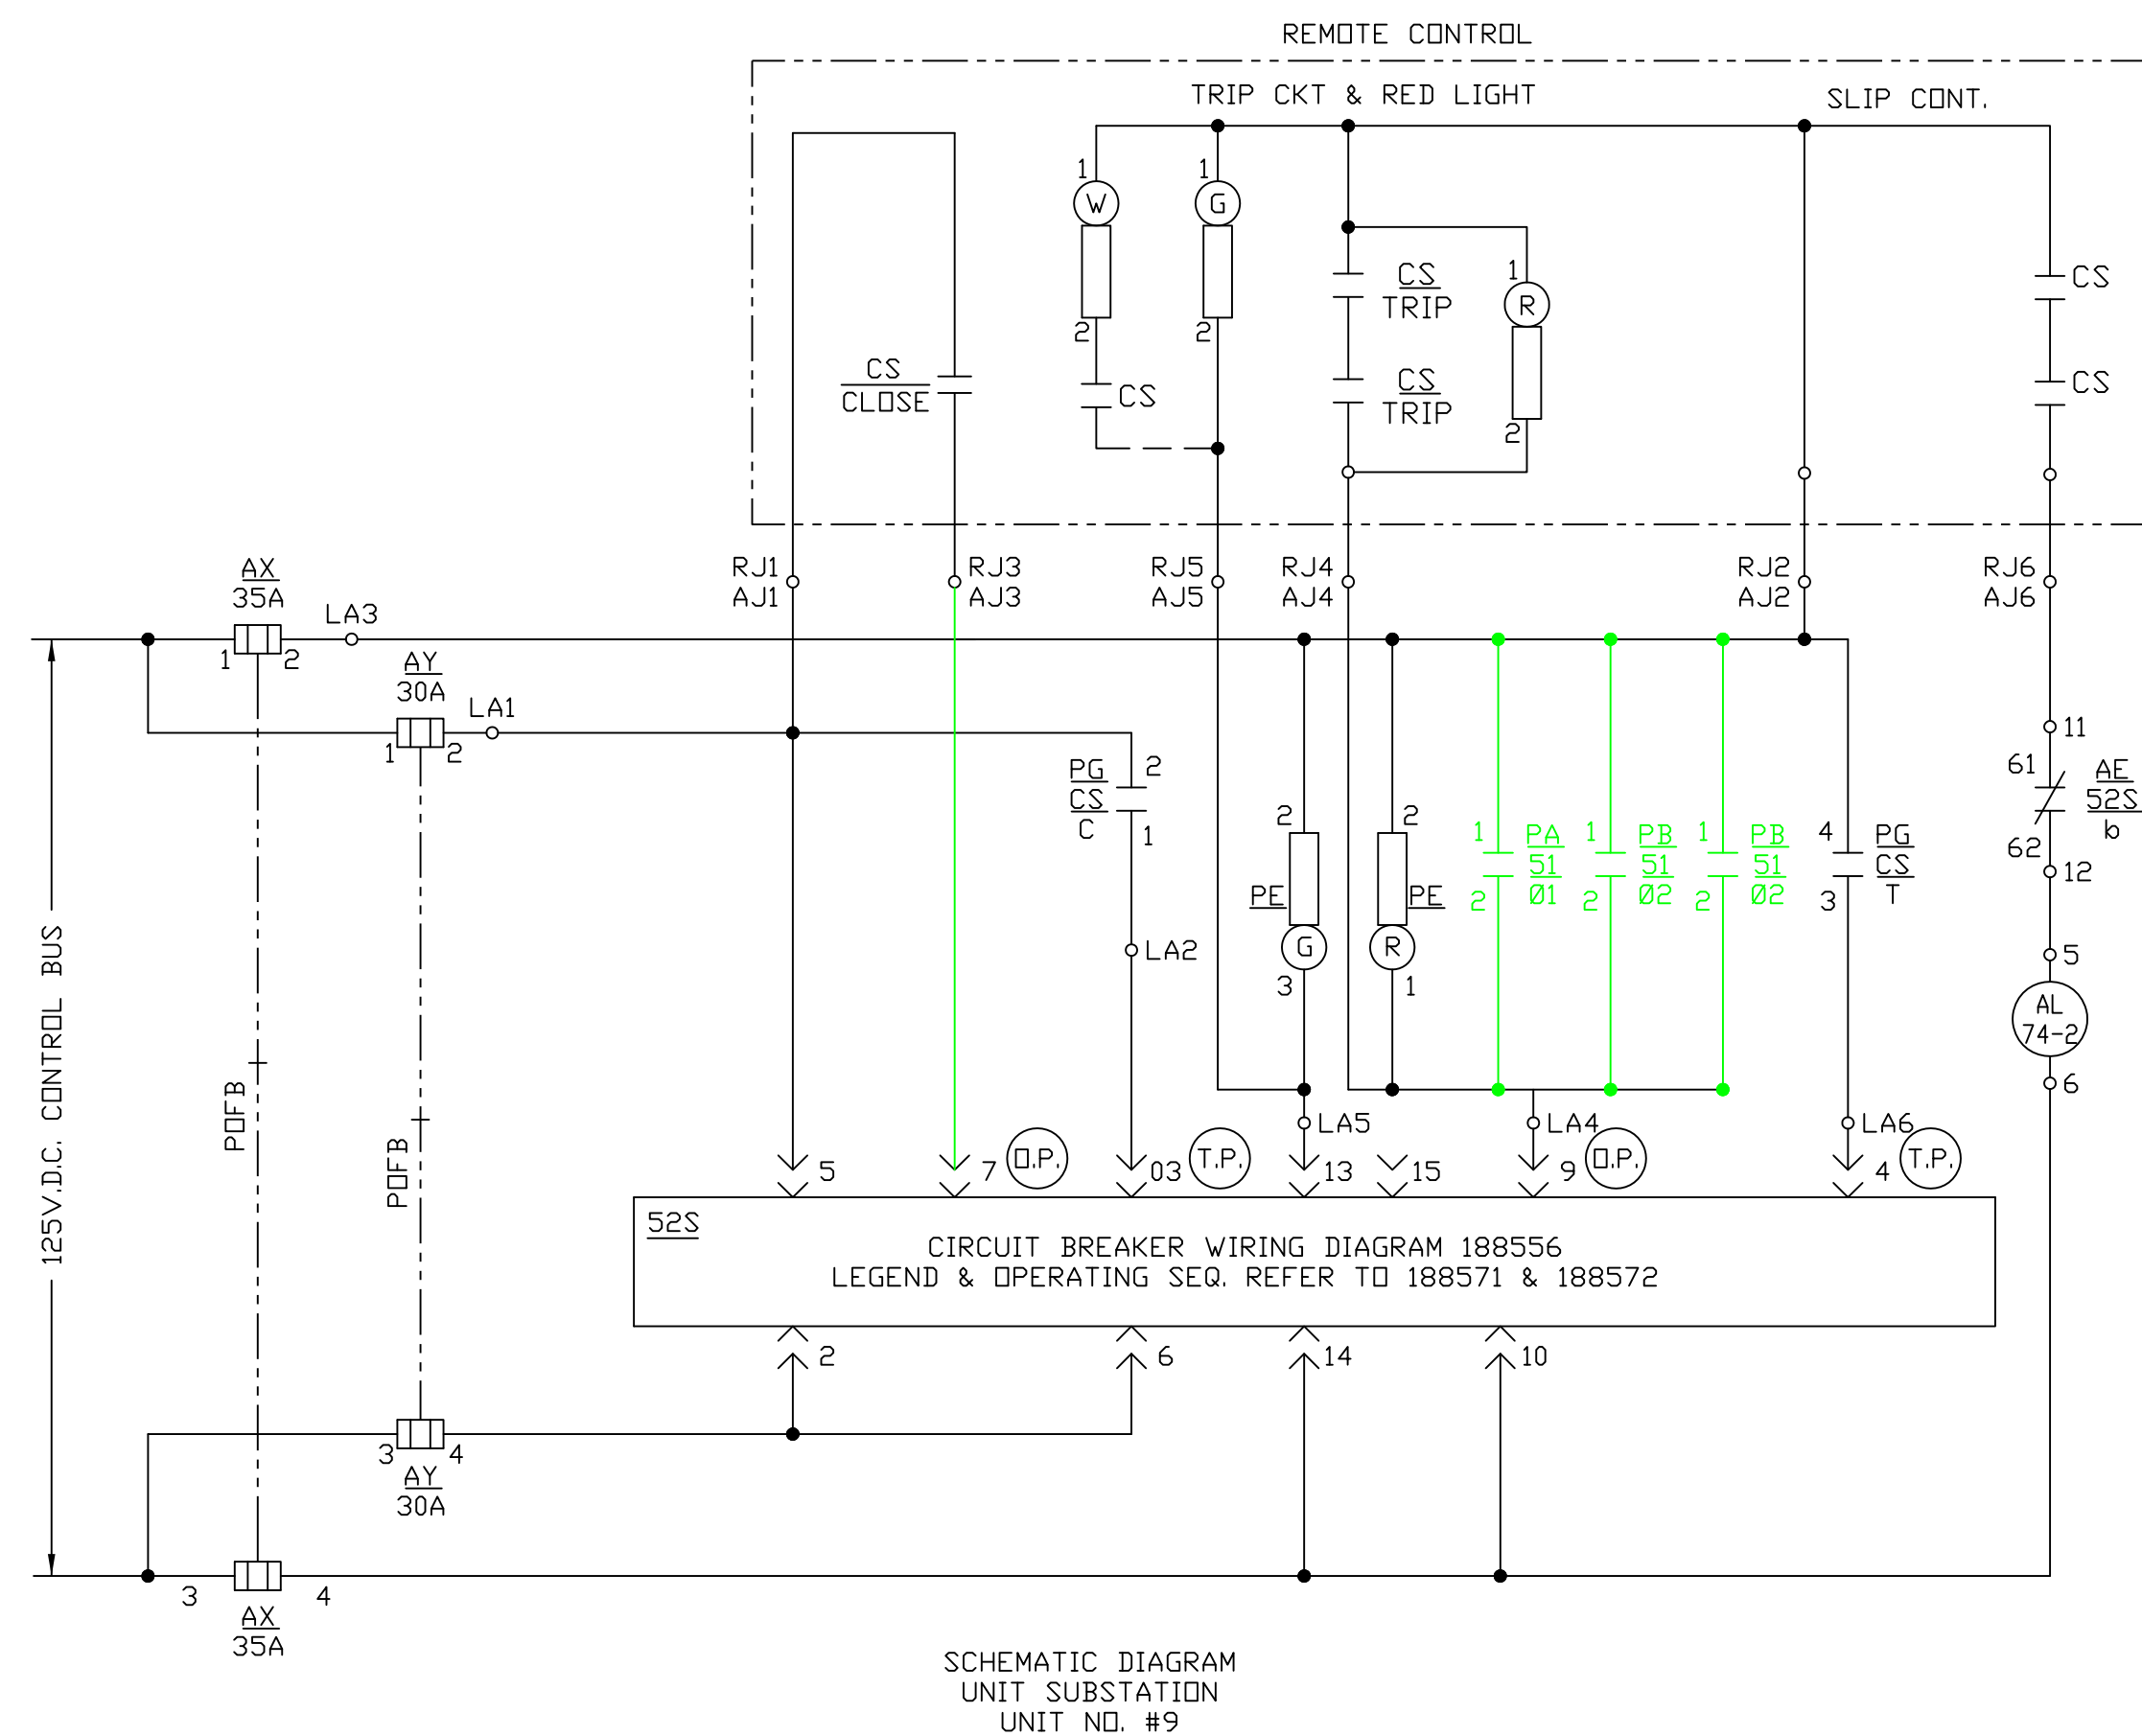 REMOTE CONTROL
TRIP CKT & RED LIGHT
SLIP CONT.
1
1
W
G
2
2
CS
CS
TRIP
CS
TRIP
1
R
2
CS
CS
CS
CLOSE
RJ1
AJ1
RJ3
AJ3
RJ5
AJ5
RJ4
AJ4
RJ2
AJ2
RJ6
AJ6
AX
35A
LA3
1
2
AY
30A
LA1
1
2
11
61
AE
52S
b
62
12
PG
CS
C
2
1
LA2
2
PE
G
3
2
PE
R
1
1
PA
51
Ø1
2
1
PB
51
Ø2
2
1
PB
51
Ø2
2
4
PG
CS
T
3
5
AL
74-2
6
125V.D.C. CONTROL BUS
POFB
POFB
LA5
LA4
LA6
5
7
O.P.
03
T.P.
13
15
9
O.P.
4
T.P.
52S
CIRCUIT BREAKER WIRING DIAGRAM 188556
LEGEND & OPERATING SEQ. REFER TO 188571 & 188572
2
6
14
10
3
4
AY
30A
3
4
AX
35A
SCHEMATIC DIAGRAM
UNIT SUBSTATION
UNIT NO. #9